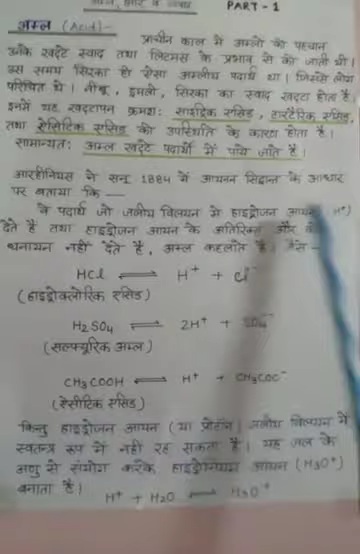 अम्ल, क्षार व लवण PART-1
अम्ल (Acid)-
प्राचीन काल में अम्लों की पहचान
उनके खट्टे स्वाद तथा लिटमस के प्रभाव से की जाती थी।
उस समय सिरका ही ऐसा अम्लीय पदार्थ था। जिससे लोग
परिचित थे। नीबू, इमली, सिरका का स्वाद खट्टा होता है,
इनमें यह खट्टापन क्रमशः साइट्रिक एसिड, टार्टरिक एसिड,
तथा ऐसिटिक एसिड की उपस्थिति के कारण होता है।
सामान्यतः अम्ल खट्टे पदार्थों में पाये जाते हैं।
आरहीनियस ने सन् 1884 में आयनन सिद्धान्त के आधार
पर बताया कि —
वे पदार्थ जो जलीय विलयन में हाइड्रोजन आयन (H⁺)
देते हैं तथा हाइड्रोजन आयन के अतिरिक्त और
धनायन नहीं देते हैं, अम्ल कहलाते हैं। जैसे-
HCl ⇌ H⁺ + Cl⁻
(हाइड्रोक्लोरिक एसिड)
H₂SO₄ ⇌ 2H⁺ + SO₄⁻
(सल्फ्यूरिक अम्ल)
CH₃COOH ⇌ H⁺ + CH₃COO⁻
(ऐसीटिक एसिड)
किन्तु हाइड्रोजन आयन (या प्रोटॉन) जलीय विलयन में
स्वतन्त्र रूप में नही रह सकता है। यह जल के
अणु से संयोग करके हाइड्रोनियम आयन (H₃O⁺)
बनाता है।
H⁺ + H₂O ⇌ H₃O⁺